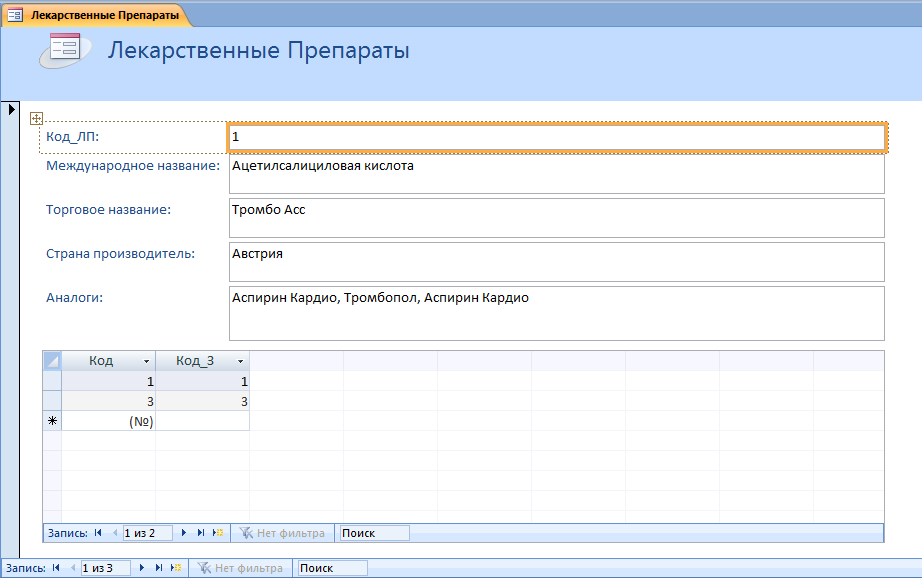 Лекарственные Препараты
Лекарственные Препараты
Код_ЛП: 1
Международное название: Ацетилсалициловая кислота
Торговое название: Тромбо Асс
Страна производитель: Австрия
Аналоги: Аспирин Кардио, Тромбопол, Аспирин Кардио
Код Код_З
1 1
3 3
(№)
Запись: 1 из 2 Нет фильтра Поиск
Запись: 1 из 3 Нет фильтра Поиск